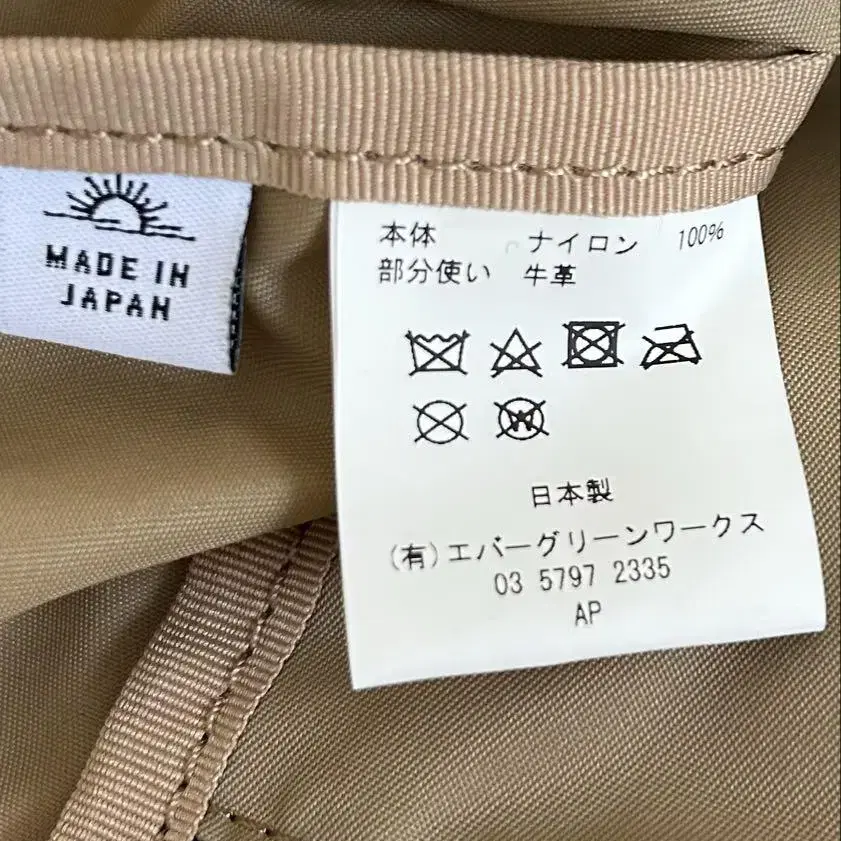 MADE IN
JAPAN
本体 ナイロン 100%
部分使い 牛革
日本製
(有)エバーグリーンワークス
03 5797 2335
AP